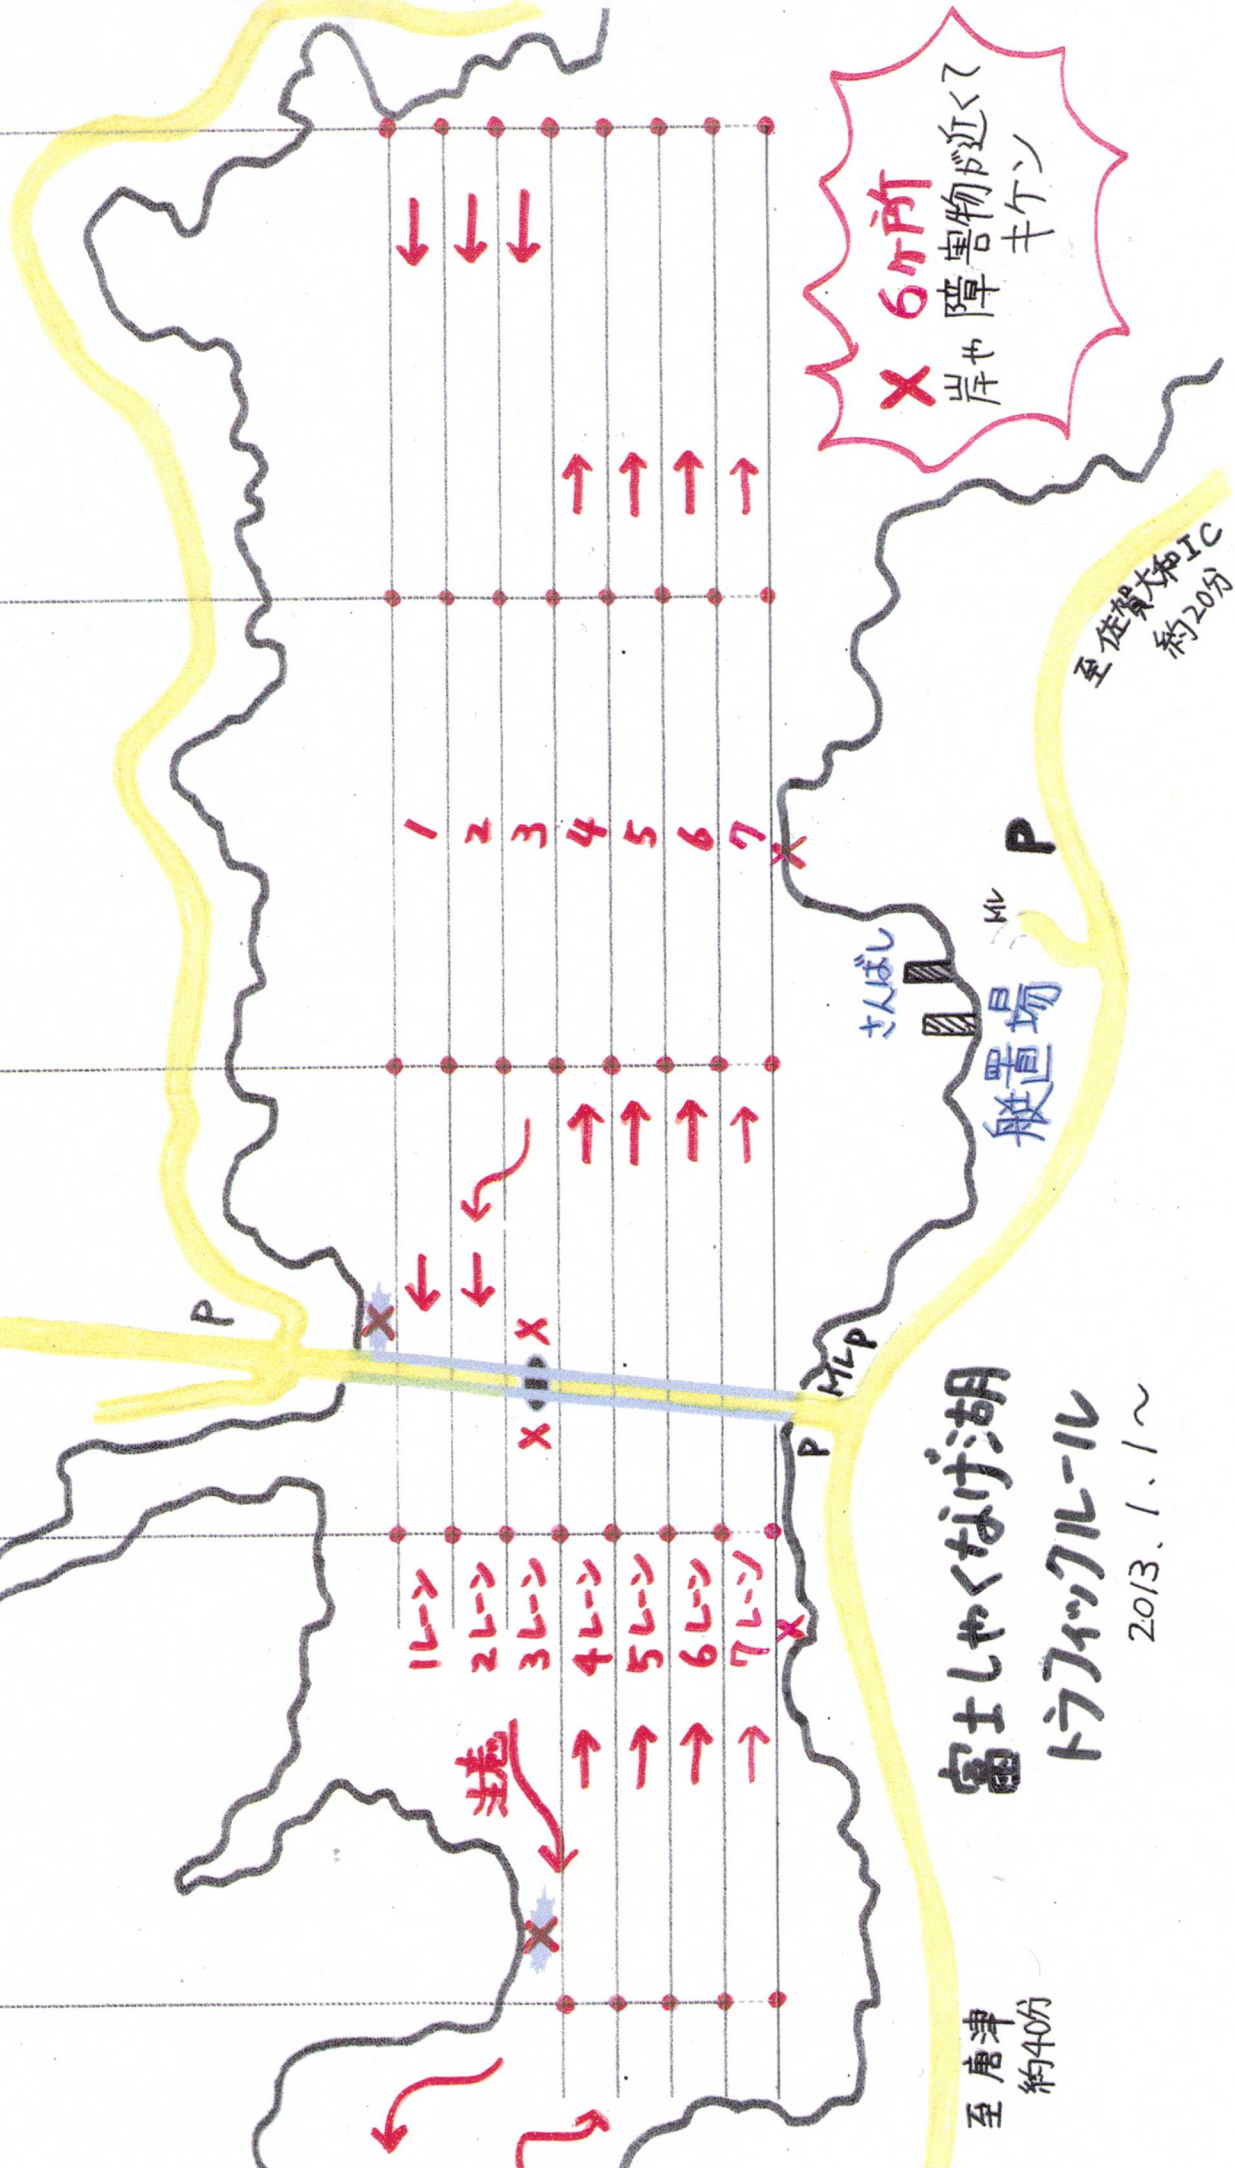 P
1レーン
2レーン
3レーン
4レーン
5レーン
6レーン
7レーン
1
2
3
4
5
6
7
× 6ヶ所
岸や障害物が近くて
キケン
さんばし
艇置場
P
P
P
富士しゃくなげ湖
トラフィックルール
2013.1.1〜
至 唐津
約40分
至 佐賀大和IC
約20分